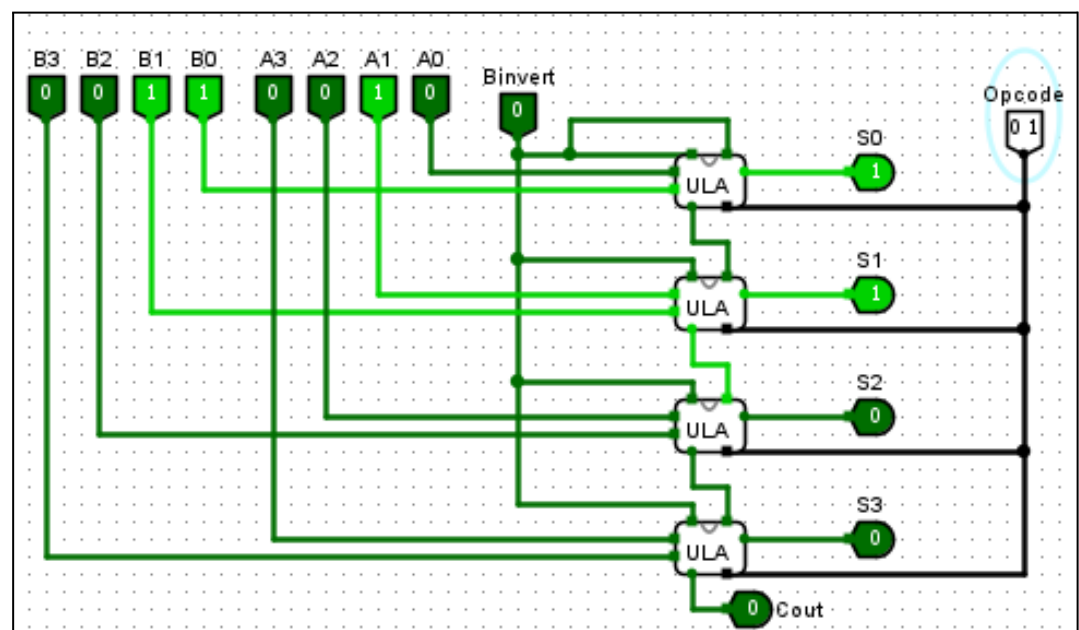 B3 B2 B1 B0 A3 A2 A1 A0
Binvert
Opcode
0 0 1 1 0 0 1 0
0
0 1
S0
ULA
1
S1
ULA
1
S2
ULA
0
S3
ULA
0
0 Cout